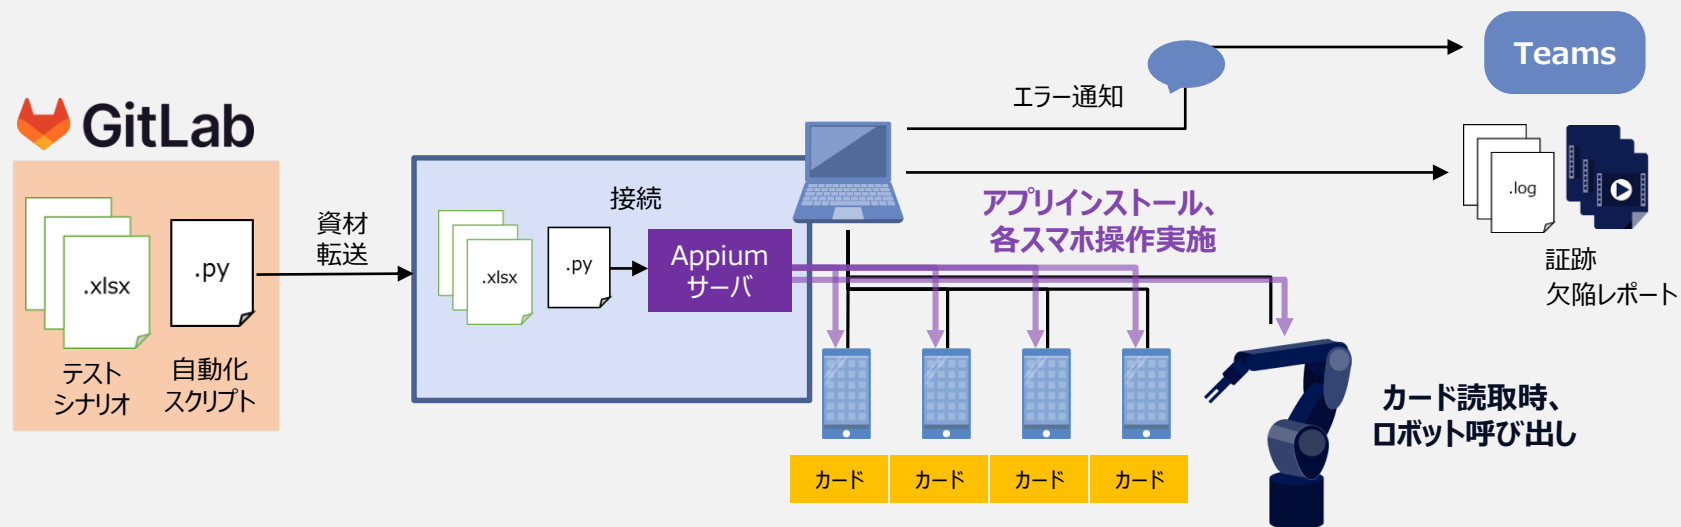 GitLab
.xlsx
.py
テスト
シナリオ
自動化
スクリプト
資材
転送
接続
.xlsx
.py
Appium
サーバ
エラー通知
Teams
アプリインストール、
各スマホ操作実施
.log
証跡
欠陥レポート
カード
カード
カード
カード
カード読取時、
ロボット呼び出し